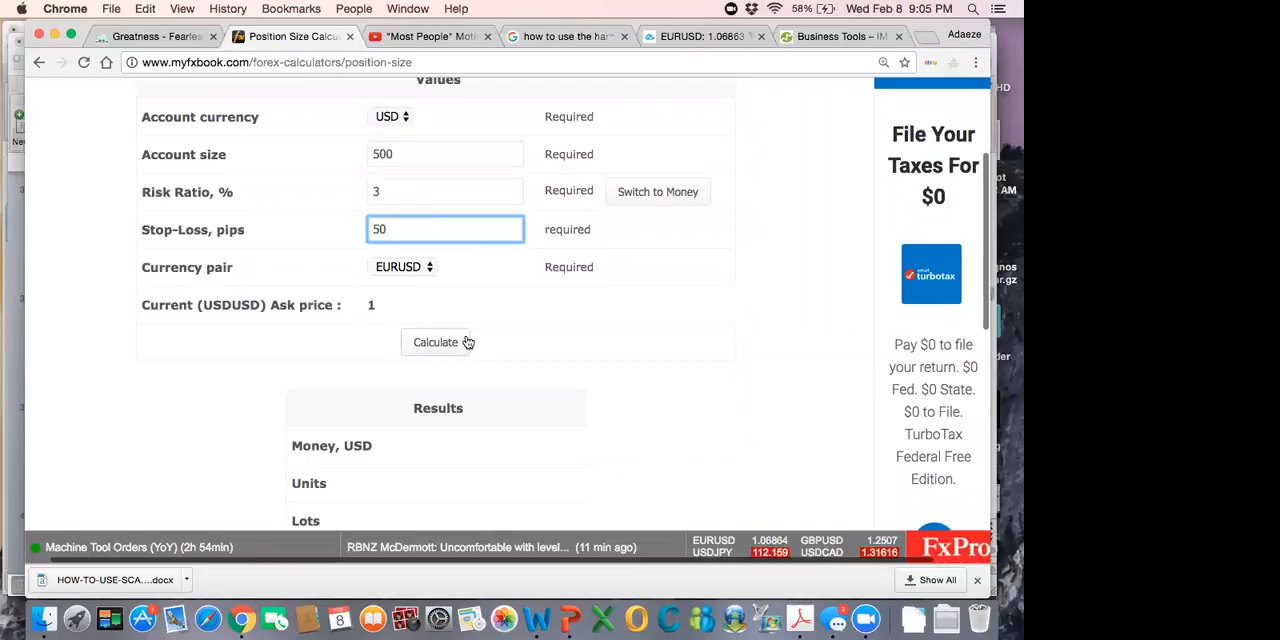 Chrome File Edit View History Bookmarks People Window Help 58% Wed Feb 8 9:05 PM
Greatness - Fearles Position Size Calcu "Most People" Moti how to use the harn EURUSD: 1.06863 Business Tools – IM Adaeze
www.myfxbook.com/forex-calculators/position-size
Values
Account currency USD Required
Account size 500 Required
Risk Ratio, % 3 Required Switch to Money
Stop-Loss, pips 50 required
Currency pair EURUSD Required
Current (USDUSD) Ask price : 1
Calculate
Results
Money, USD
Units
Lots
File Your
Taxes For
$0
intuit
turbotax
Pay $0 to file
your return. $0
Fed. $0 State.
$0 to File.
TurboTax
Federal Free
Edition.
Machine Tool Orders (YoY) (2h 54min) RBNZ McDermott: Uncomfortable with level... (11 min ago)
EURUSD 1.06864 GBPUSD 1.2507
USDJPY 112.159 USDCAD 1.31616
FxPro
HOW-TO-USE-SCA....docx Show All